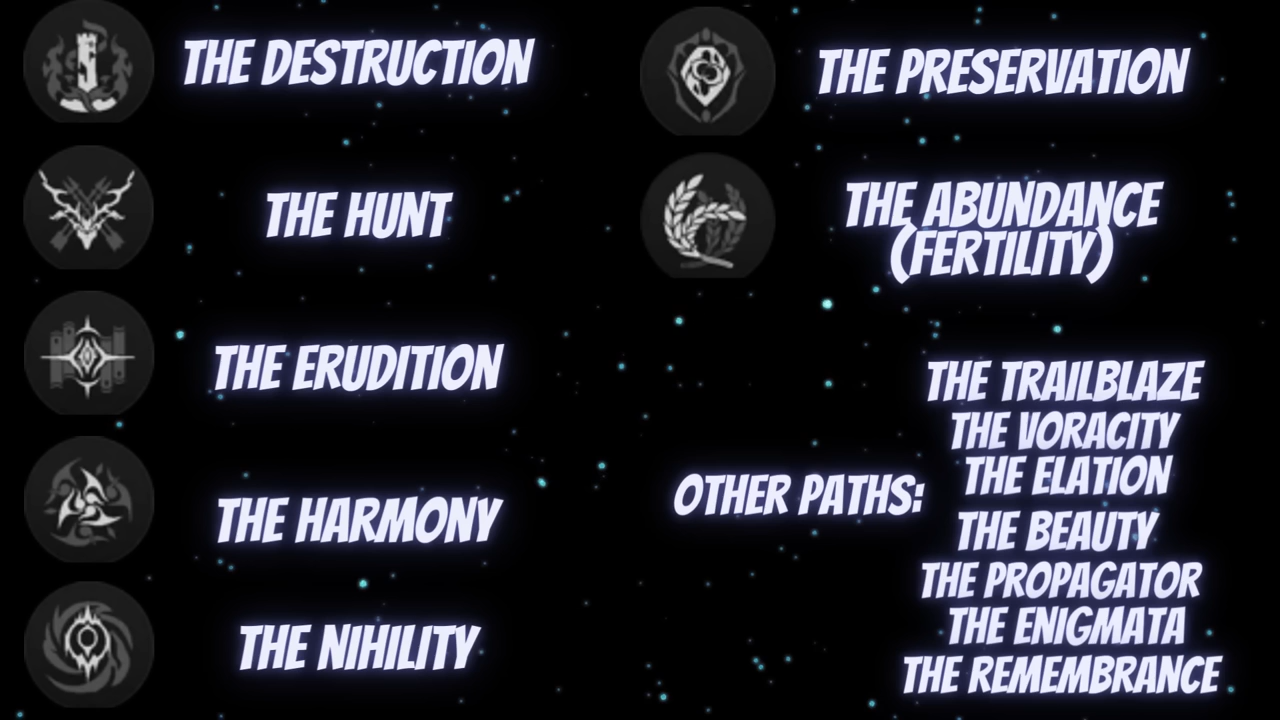 THE DESTRUCTION
THE HUNT
THE ERUDITION
THE HARMONY
THE NIHILITY
THE PRESERVATION
THE ABUNDANCE
(FERTILITY)
OTHER PATHS:
THE TRAILBLAZE
THE VORACITY
THE ELATION
THE BEAUTY
THE PROPAGATOR
THE ENIGMATA
THE REMEMBRANCE